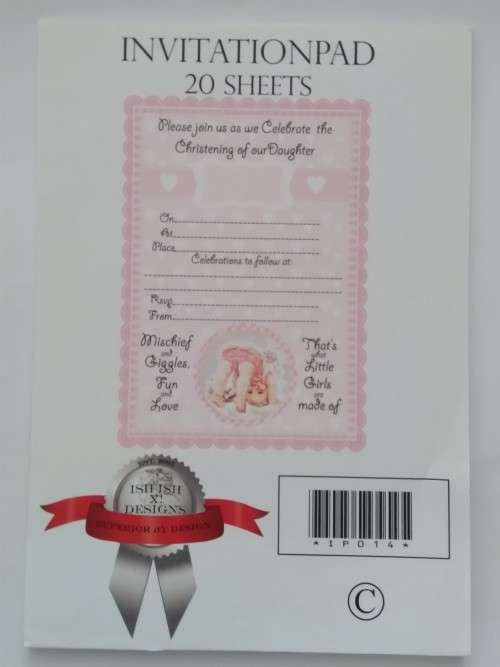 INVITATIONPAD
20 SHEETS
Please join us as we Celebrate the
Christening of our Daughter
On
At
Place
Celebrations to follow at:
Rsvp
From
Mischief
and
Giggles,
Fun
and
Love
That's
what
Little
Girls
are
made of
ISH ISH
X!
DESIGNS
SUPERIOR BY DESIGN
*IP014*
©